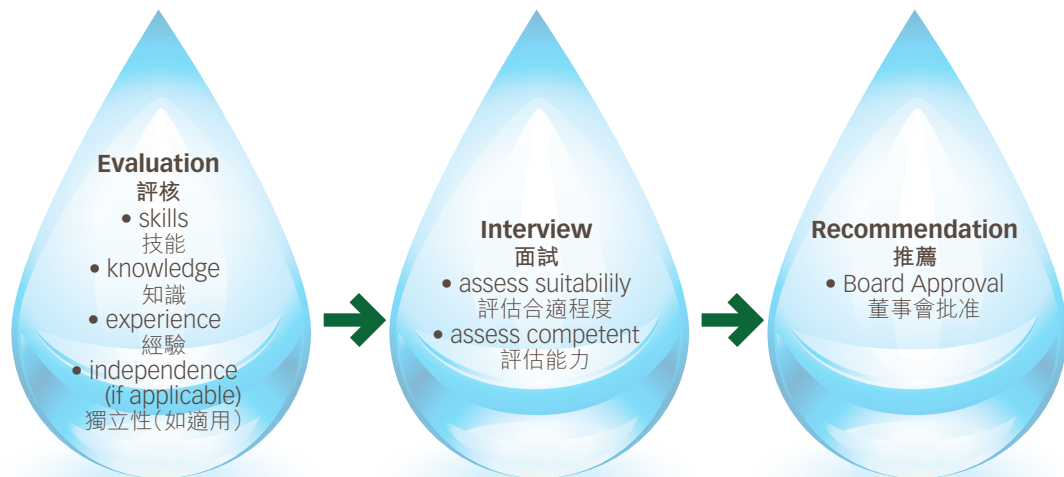 Evaluation
評核
• skills
技能
• knowledge
知識
• experience
經驗
• independence
(if applicable)
獨立性(如適用)
Interview
面試
• assess suitabilily
評估合適程度
• assess competent
評估能力
Recommendation
推薦
• Board Approval
董事會批准